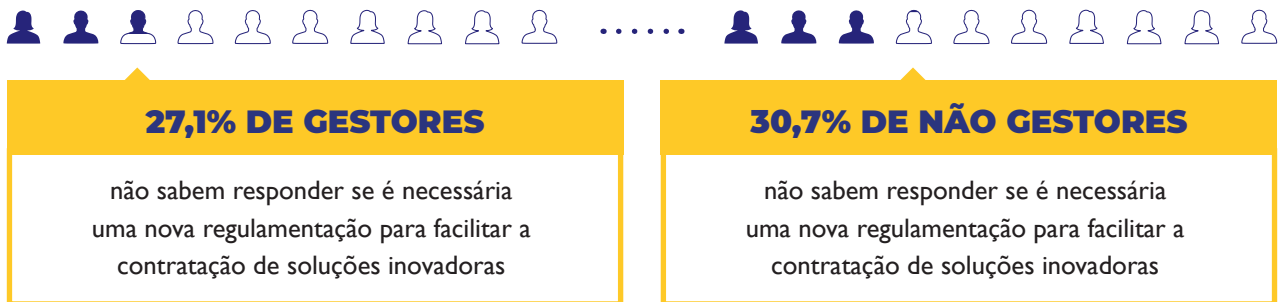 27,1% DE GESTORES
não sabem responder se é necessária
uma nova regulamentação para facilitar a
contratação de soluções inovadoras
30,7% DE NÃO GESTORES
não sabem responder se é necessária
uma nova regulamentação para facilitar a
contratação de soluções inovadoras